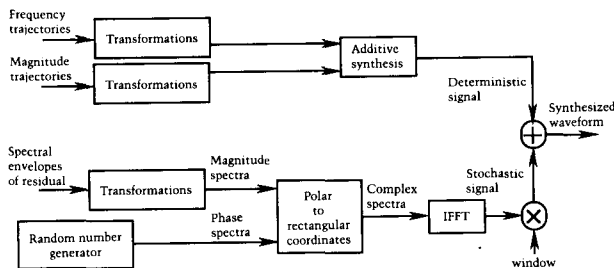 Frequency
trajectories
Transformations
Magnitude
trajectories
Transformations
Additive
synthesis
Deterministic
signal
Synthesized
waveform
+
Spectral
envelopes
of residual
Transformations
Magnitude
spectra
Random number
generator
Phase
spectra
Polar
to
rectangular
coordinates
Complex
spectra
IFFT
Stochastic
signal
×
window